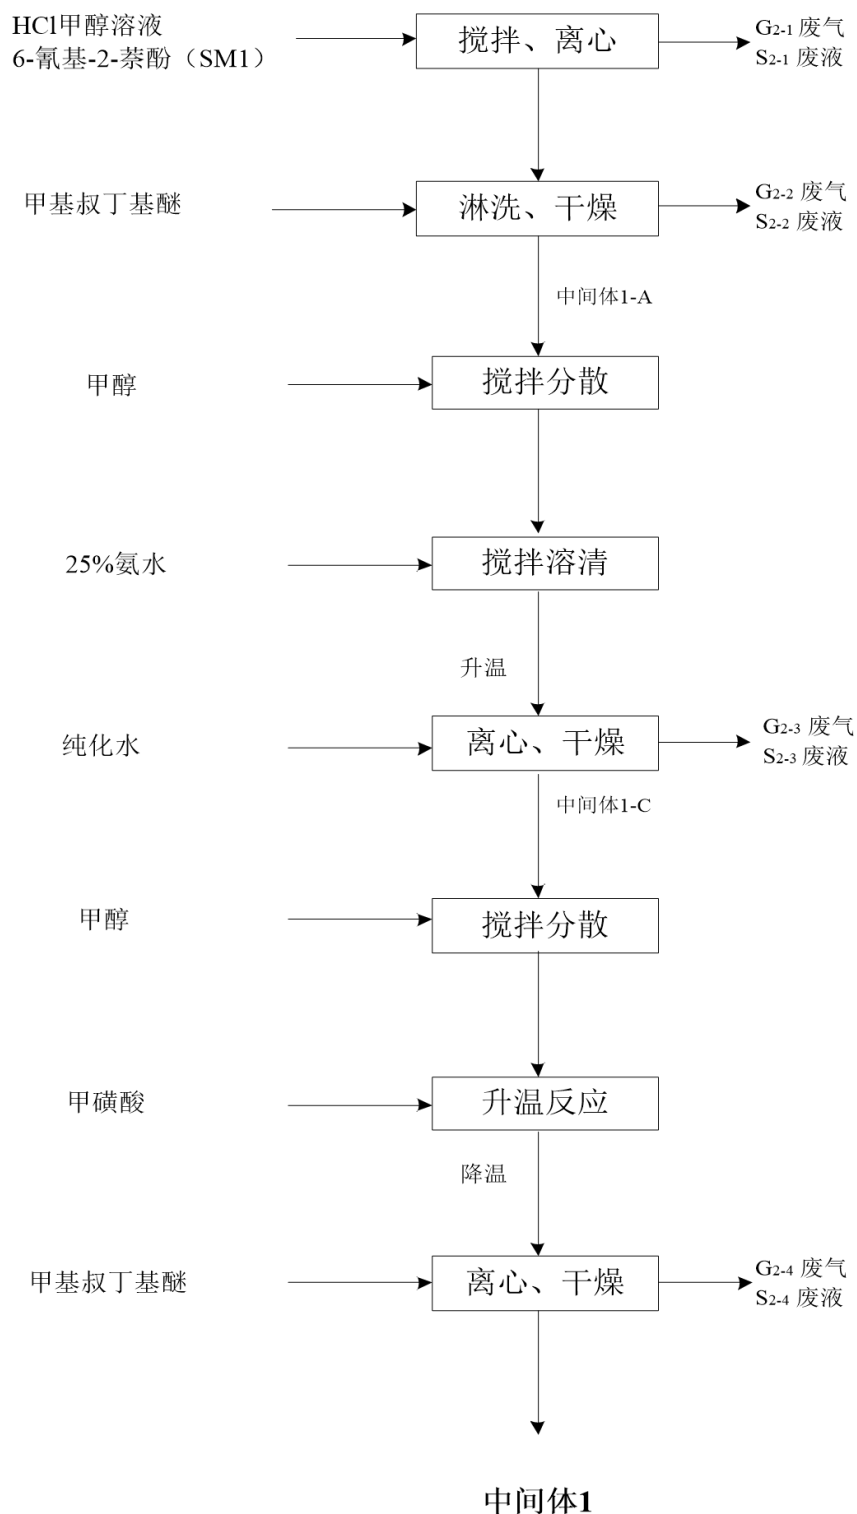 HCl甲醇溶液
6-氰基-2-萘酚（SM1）
搅拌、离心
G2-1 废气
S2-1 废液
甲基叔丁基醚
淋洗、干燥
G2-2 废气
S2-2 废液
中间体1-A
甲醇
搅拌分散
25%氨水
搅拌溶清
升温
纯化水
离心、干燥
G2-3 废气
S2-3 废液
中间体1-C
甲醇
搅拌分散
甲磺酸
升温反应
降温
甲基叔丁基醚
离心、干燥
G2-4 废气
S2-4 废液
中间体1